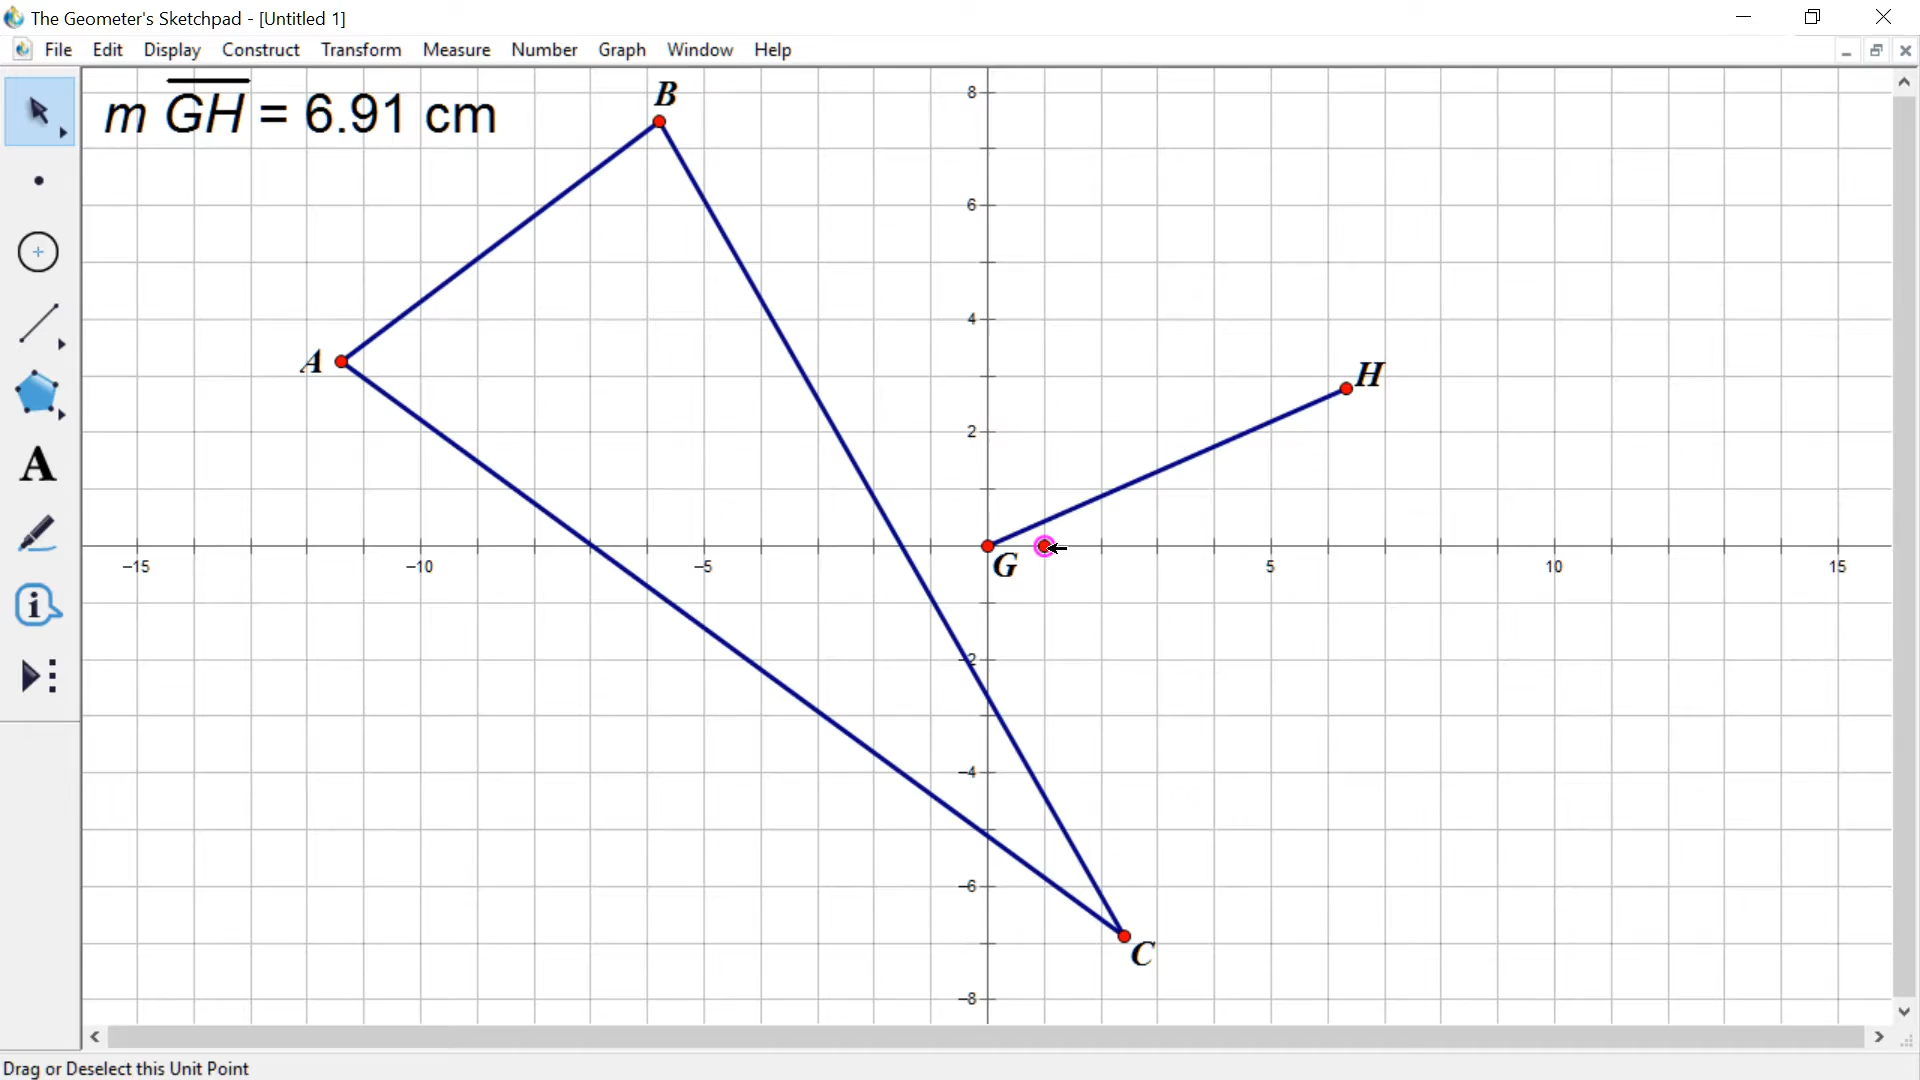 The Geometer's Sketchpad - [Untitled 1]
File Edit Display Construct Transform Measure Number Graph Window Help
m GH = 6.91 cm
B
8
6
A
4
H
2
G
−15 −10 −5 5 10 15
−2
−4
−6
C
−8
A
i
Drag or Deselect this Unit Point